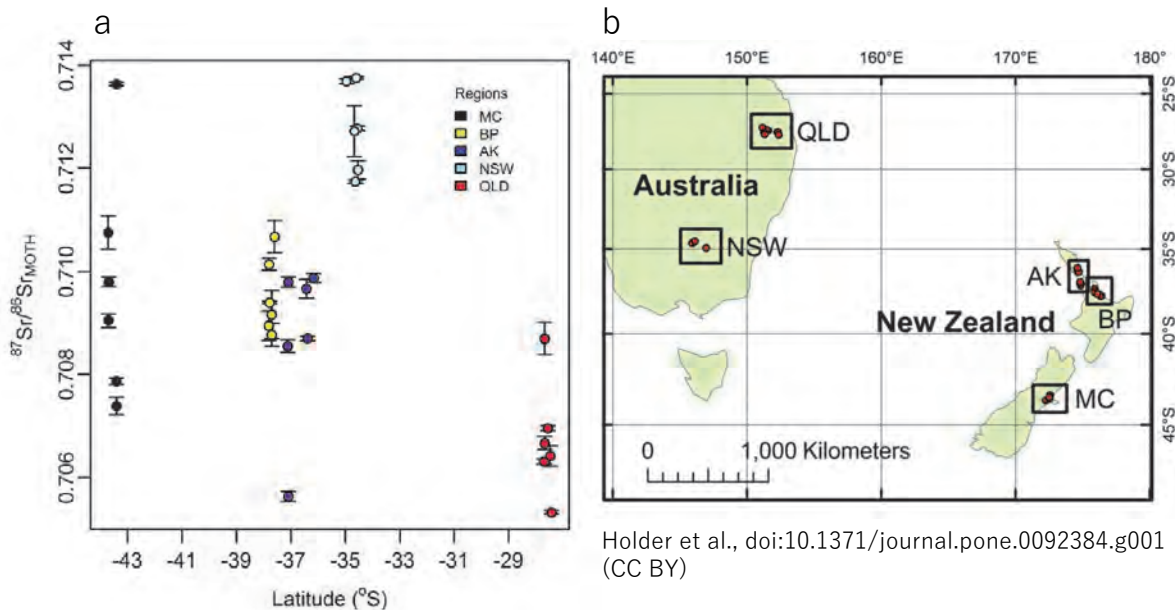 a
0.714
0.712
0.710
0.708
0.706
⁸⁷Sr/⁸⁶Sr_MOTH
Regions
MC
BP
AK
NSW
QLD
-43
-41
-39
-37
-35
-33
-31
-29
Latitude (°S)
b
140°E
150°E
160°E
170°E
180°
25°S
30°S
35°S
40°S
45°S
QLD
Australia
NSW
AK
BP
New Zealand
MC
0 1,000 Kilometers
Holder et al., doi:10.1371/journal.pone.0092384.g001
(CC BY)